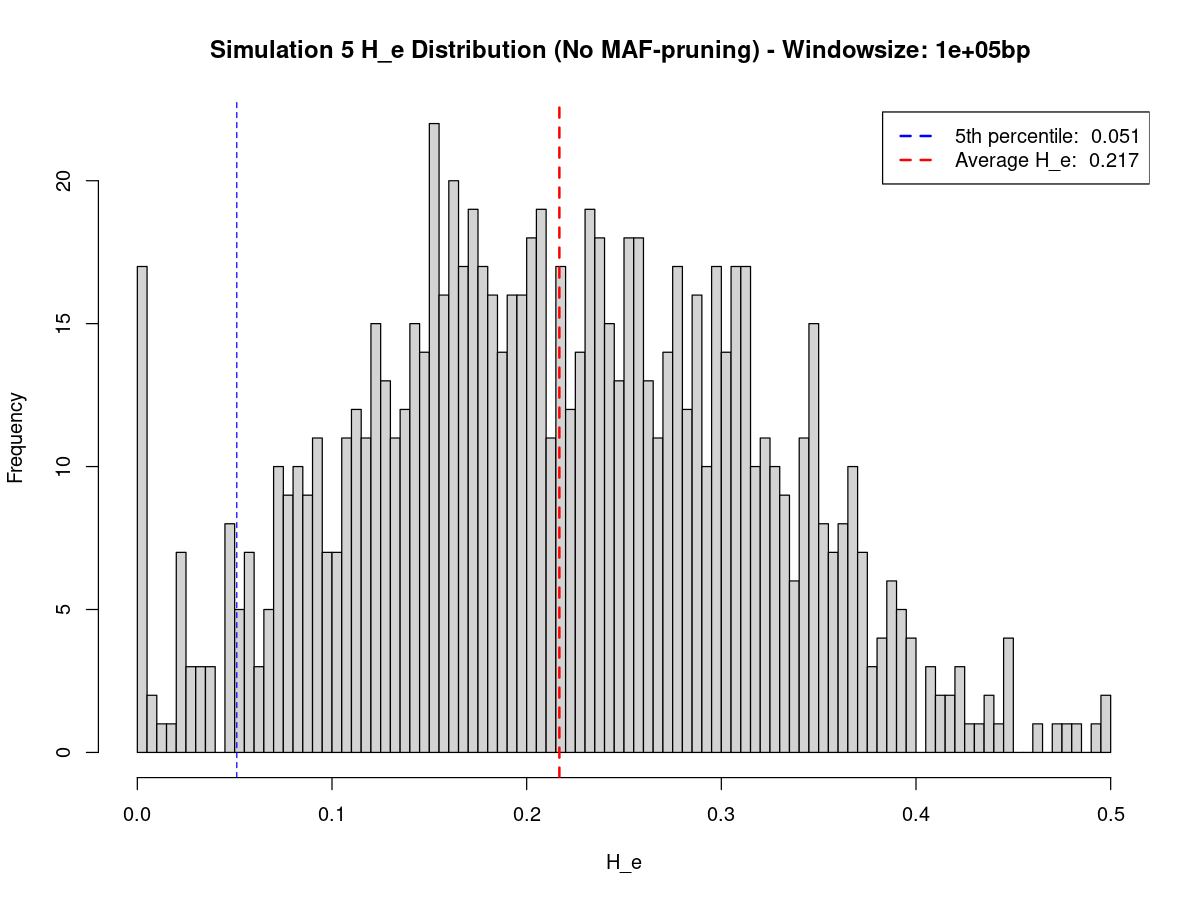 Simulation 5 H_e Distribution (No MAF-pruning) - Windowsize: 1e+05bp
5th percentile:  0.051
Average H_e:  0.217
Frequency
20
15
10
5
0
0.0 0.1 0.2 0.3 0.4 0.5
H_e